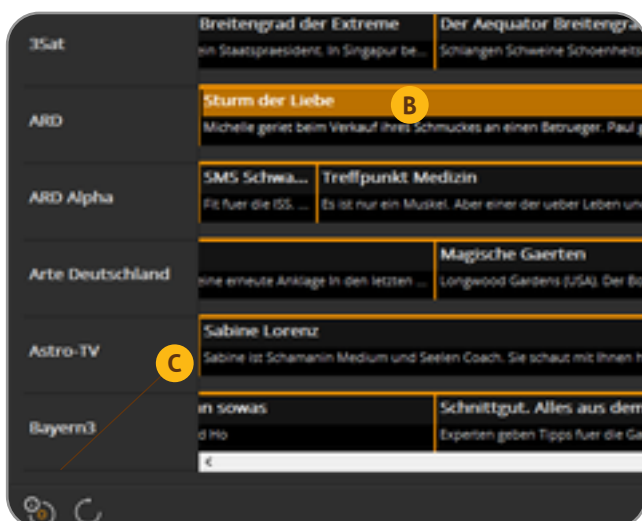 3Sat
Breitengrad der Extreme
Der Aequator Breitengra
ein Staatspraesident. In Singapur be...
Schlangen Schweine Schoenheits
ARD
Sturm der Liebe
B
Michelle geriet beim Verkauf ihres Schmuckes an einen Betrueger. Paul g
ARD Alpha
SMS Schwa...
Treffpunkt Medizin
Fit fuer die ISS. ...
Es ist nur ein Muskel. Aber einer der ueber Leben und
Arte Deutschland
Magische Gaerten
eine erneute Anklage In den letzten ...
Longwood Gardens (USA). Der Bo
Astro-TV
Sabine Lorenz
C
Sabine ist Schamanin Medium und Seelen Coach. Sie schaut mit Ihnen h
Bayern3
n sowas
Schnittgut. Alles aus dem
d Ho
Experten geben Tipps fuer die Ga